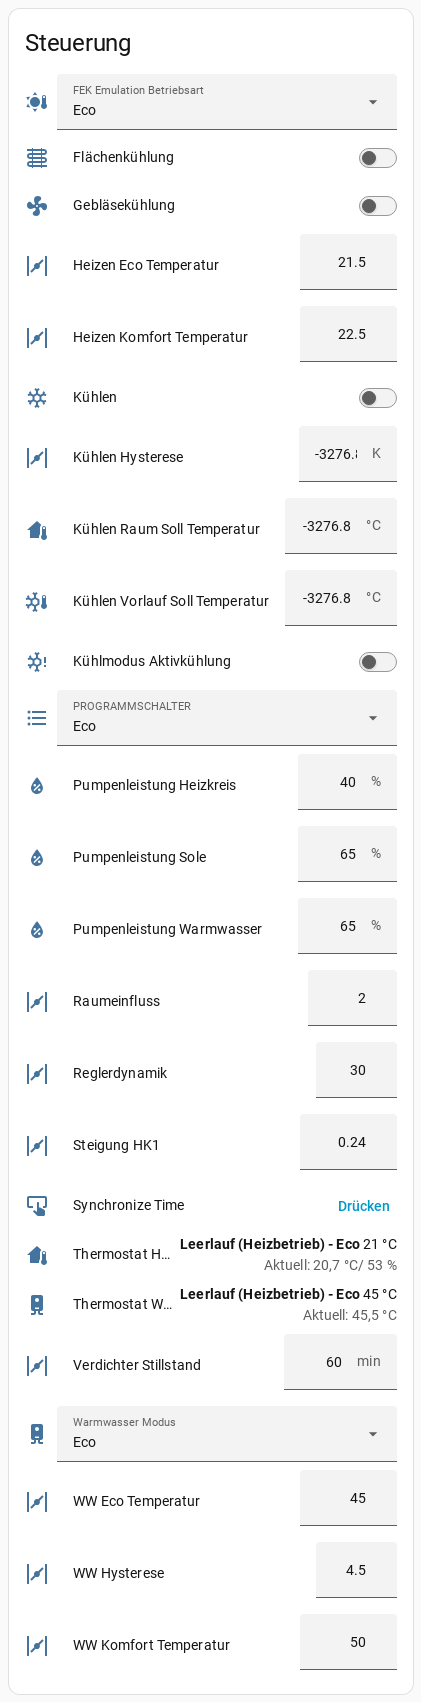 Steuerung
FEK Emulation Betriebsart
Eco
Flächenkühlung
Gebläsekühlung
Heizen Eco Temperatur 21.5
Heizen Komfort Temperatur 22.5
Kühlen
Kühlen Hysterese -3276.8 K
Kühlen Raum Soll Temperatur -3276.8 °C
Kühlen Vorlauf Soll Temperatur -3276.8 °C
Kühlmodus Aktivkühlung
PROGRAMMSCHALTER
Eco
Pumpenleistung Heizkreis 40 %
Pumpenleistung Sole 65 %
Pumpenleistung Warmwasser 65 %
Raumeinfluss 2
Reglerdynamik 30
Steigung HK1 0.24
Synchronize Time Drücken
Thermostat H... Leerlauf (Heizbetrieb) - Eco 21 °C
Aktuell: 20,7 °C/ 53 %
Thermostat W... Leerlauf (Heizbetrieb) - Eco 45 °C
Aktuell: 45,5 °C
Verdichter Stillstand 60 min
Warmwasser Modus
Eco
WW Eco Temperatur 45
WW Hysterese 4.5
WW Komfort Temperatur 50